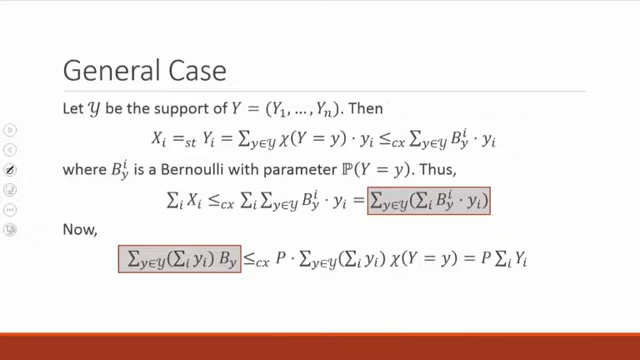 General Case
Let 𝒴 be the support of Y = (Y₁, …, Yₙ). Then
Xᵢ =ₛₜ Yᵢ = ∑_{y∈𝒴} χ(Y = y) · yᵢ ≤_{cx} ∑_{y∈𝒴} B_y^i · yᵢ
where B_y^i is a Bernoulli with parameter ℙ(Y = y). Thus,
∑ᵢ Xᵢ ≤_{cx} ∑ᵢ ∑_{y∈𝒴} B_y^i · yᵢ = ∑_{y∈𝒴}(∑ᵢ B_y^i · yᵢ)
Now,
∑_{y∈𝒴}(∑ᵢ yᵢ) B_y ≤_{cx} P · ∑_{y∈𝒴}(∑ᵢ yᵢ) χ(Y = y) = P ∑ᵢ Yᵢ